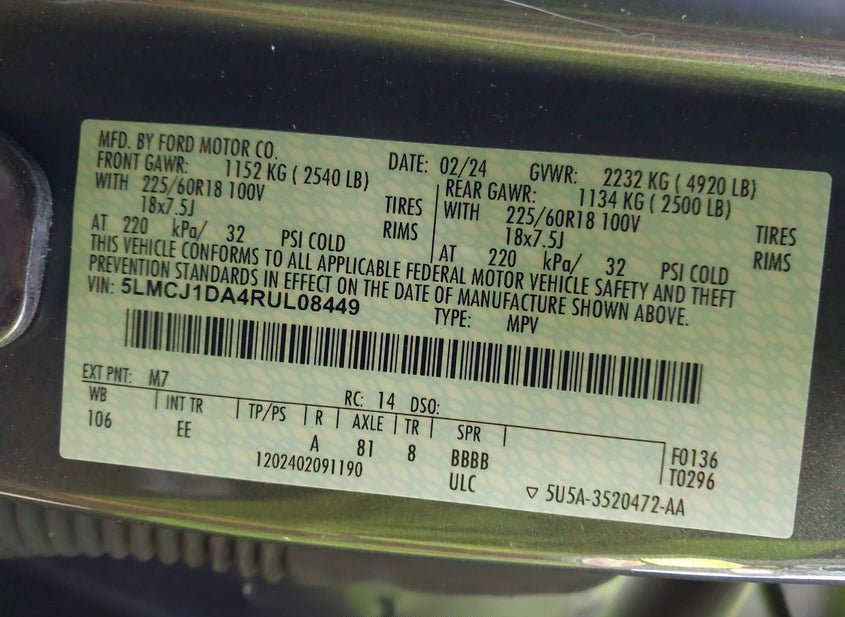 MFD. BY FORD MOTOR CO. DATE: 02/24 GVWR: 2232 KG ( 4920 LB)
FRONT GAWR: 1152 KG ( 2540 LB) REAR GAWR: 1134 KG ( 2500 LB)
WITH 225/60R18 100V TIRES WITH 225/60R18 100V TIRES
18x7.5J RIMS 18x7.5J RIMS
AT 220 kPa/ 32 PSI COLD AT 220 kPa/ 32 PSI COLD
THIS VEHICLE CONFORMS TO ALL APPLICABLE FEDERAL MOTOR VEHICLE SAFETY AND THEFT
PREVENTION STANDARDS IN EFFECT ON THE DATE OF MANUFACTURE SHOWN ABOVE.
VIN: 5LMCJ1DA4RUL08449 TYPE: MPV
EXT PNT: M7 RC: 14 DSO:
WB INT TR TP/PS R AXLE TR SPR
106 EE A 81 8 BBBB F0136
1202402091190 ULC T0296
5U5A-3520472-AA